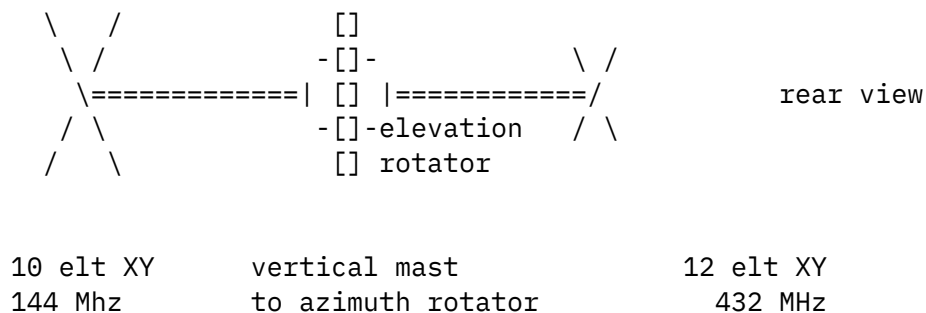 \   /                []
 \ /                -[]-               \ /
  \=============|  []  |============/            rear view
 / \                -[]-elevation   / \
/   \                [] rotator
10 elt XY      vertical mast         12 elt XY
144 Mhz        to azimuth rotator      432 MHz